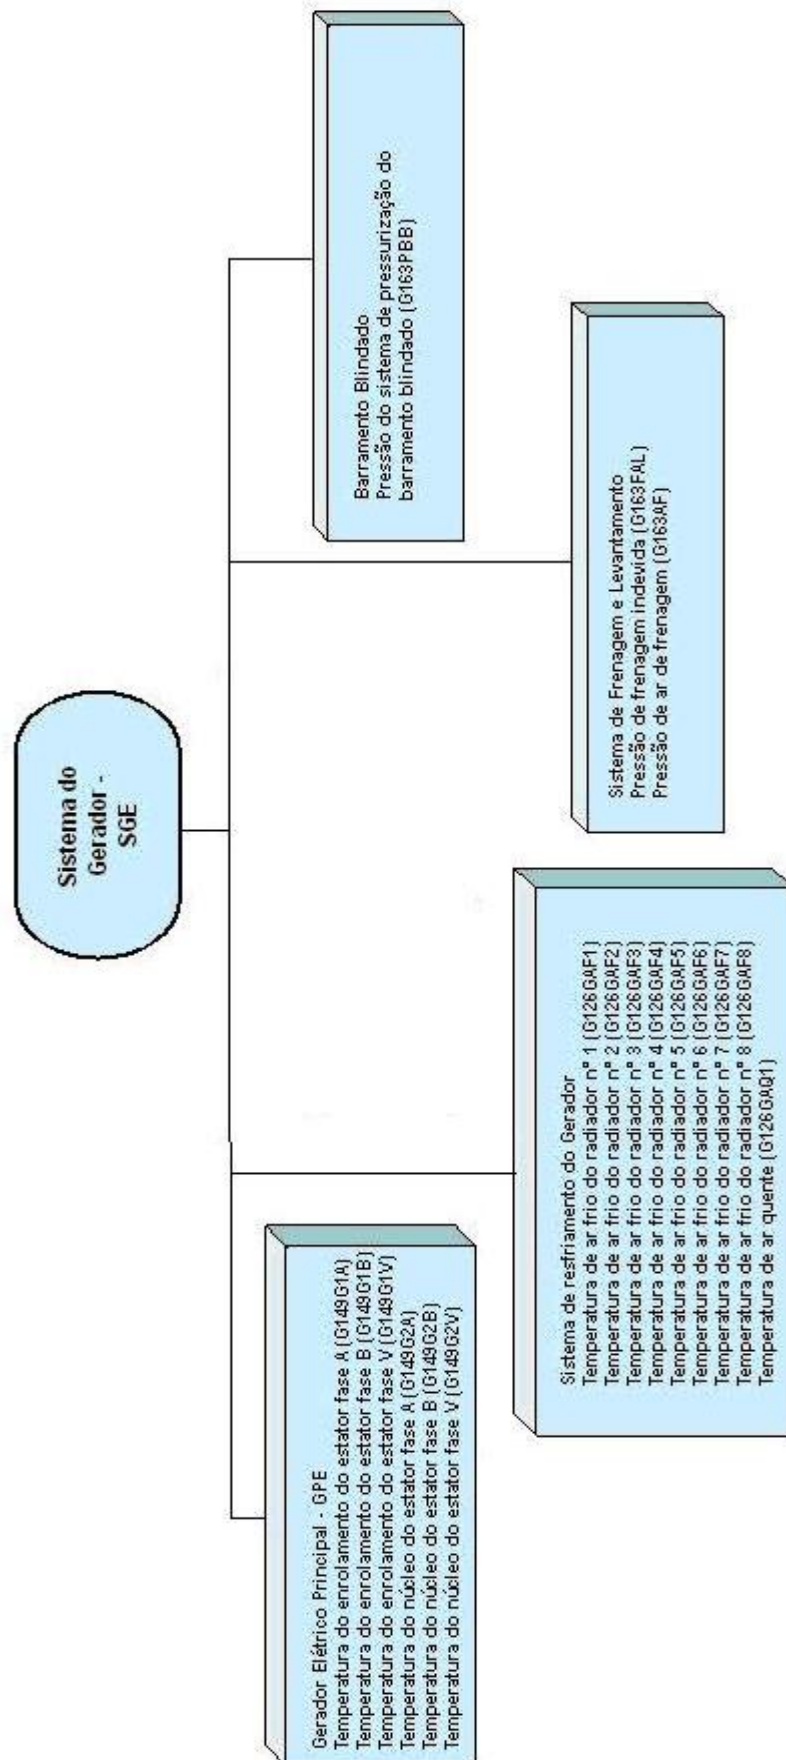 Sistema do
Gerador -
SGE
Gerador Elétrico Principal - GPE
Temperatura do enrolamento do estator fase A (G149G1A)
Temperatura do enrolamento do estator fase B (G149G1B)
Temperatura do enrolamento do estator fase V (G149G1V)
Temperatura do núcleo do estator fase A (G149G2A)
Temperatura do núcleo do estator fase B (G149G2B)
Temperatura do núcleo do estator fase V (G149G2V)
Sistema de resfriamento do Gerador
Temperatura de ar frio do radiador nº 1 (G126GAF1)
Temperatura de ar frio do radiador nº 2 (G126GAF2)
Temperatura de ar frio do radiador nº 3 (G126GAF3)
Temperatura de ar frio do radiador nº 4 (G126GAF4)
Temperatura de ar frio do radiador nº 5 (G126GAF5)
Temperatura de ar frio do radiador nº 6 (G126GAF6)
Temperatura de ar frio do radiador nº 7 (G126GAF7)
Temperatura de ar frio do radiador nº 8 (G126GAF8)
Temperatura de ar quente (G126GAQ1)
Sistema de Frenagem e Levantamento
Pressão de frenagem indevida (G163FAL)
Pressão de ar de frenagem (G163AF)
Barramento Blindado
Pressão do sistema de pressurização do
barramento blindado (G163PBB)